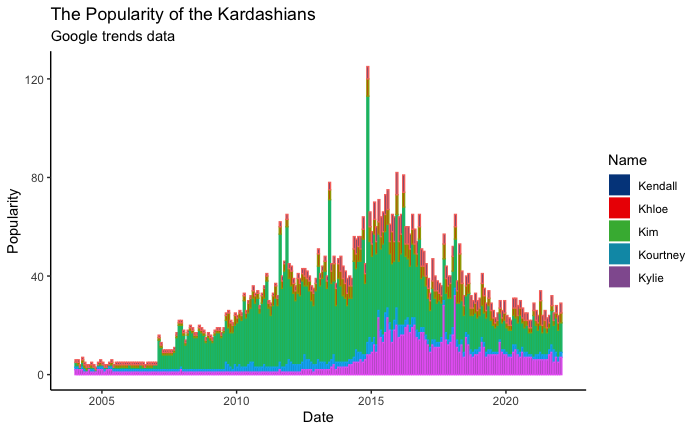 The Popularity of the Kardashians
Google trends data
120
80
40
0
Popularity
2005
2010
2015
2020
Date
Name
Kendall
Khloe
Kim
Kourtney
Kylie